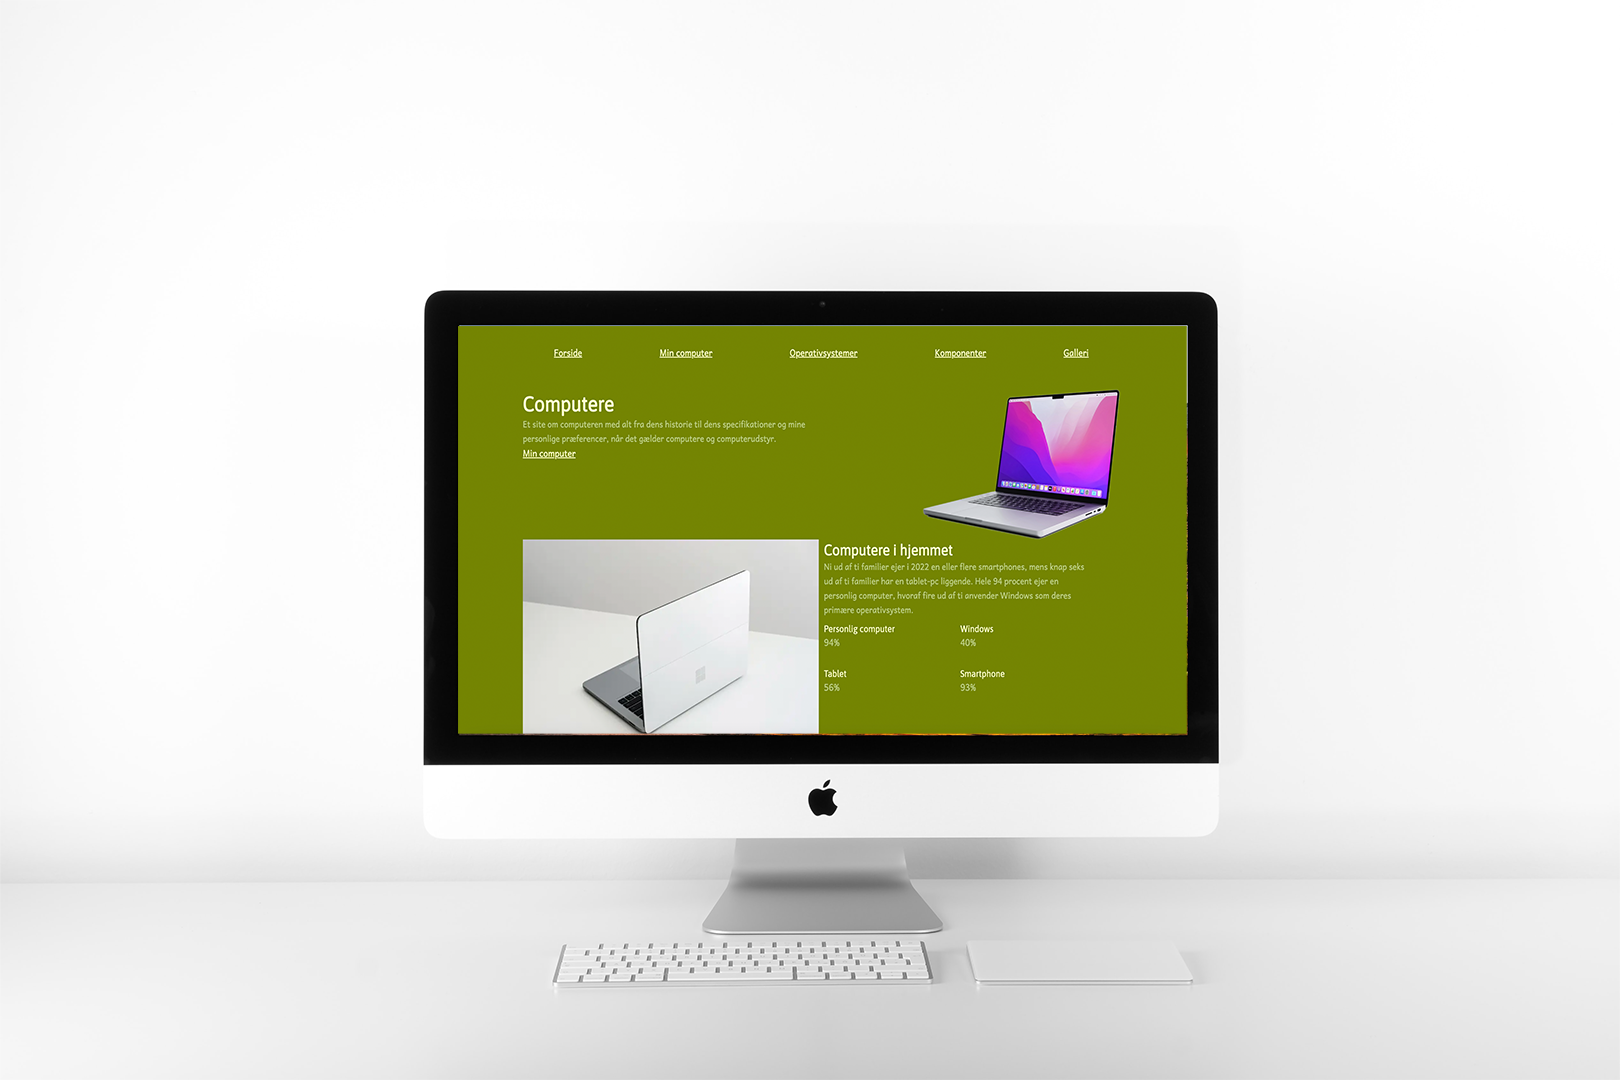 Forside Min computer Operativsystemer Komponenter Galleri
Computere
Et site om computeren med alt fra dens historie til dens specifikationer og mine
personlige præferencer, når det gælder computere og computerudstyr.
Min computer
Computere i hjemmet
Ni ud af ti familier ejer i 2022 en eller flere smartphones, mens knap seks
ud af ti familier har en tablet-pc liggende. Hele 94 procent ejer en
personlig computer, hvoraf fire ud af ti anvender Windows som deres
primære operativsystem.
Personlig computer Windows
94% 40%
Tablet Smartphone
56% 93%